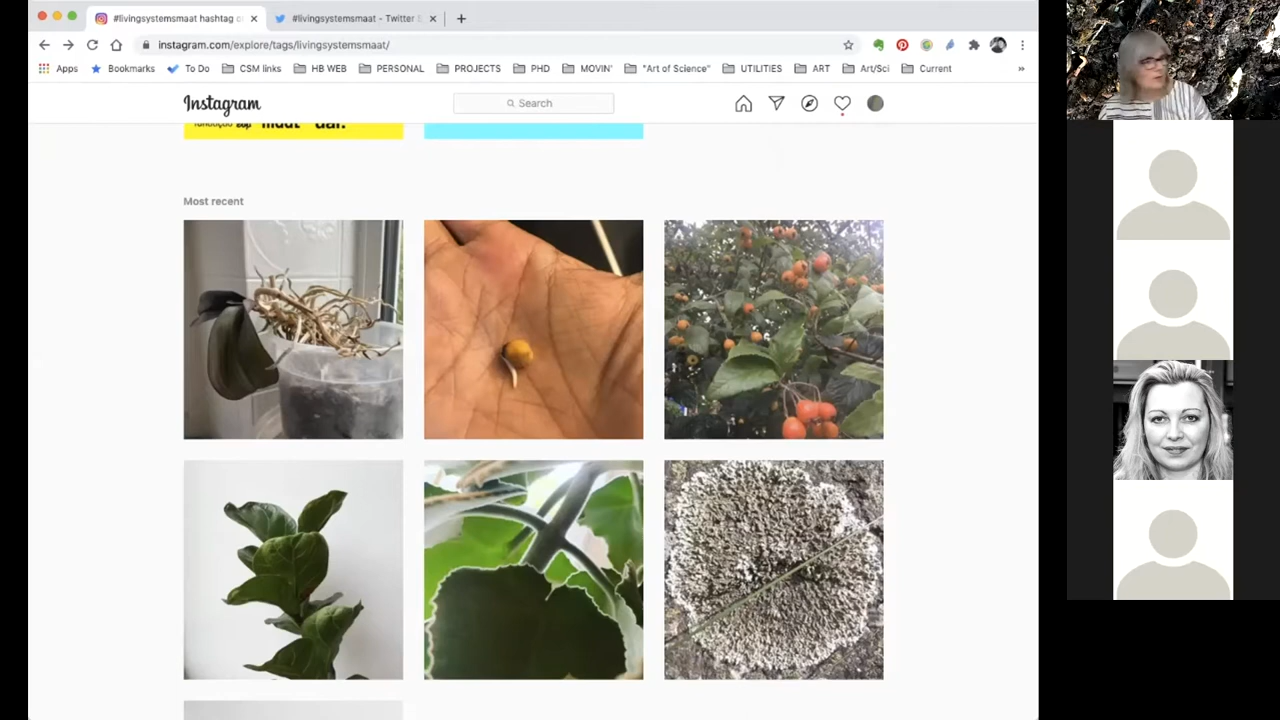 #livingsystemsmaat hashtag o
#livingsystemsmaat - Twitter
instagram.com/explore/tags/livingsystemsmaat/
Apps Bookmarks To Do CSM links HB WEB PERSONAL PROJECTS PHD MOVIN' "Art of Science" UTILITIES ART Art/Sci Current »
Instagram
Search
Most recent